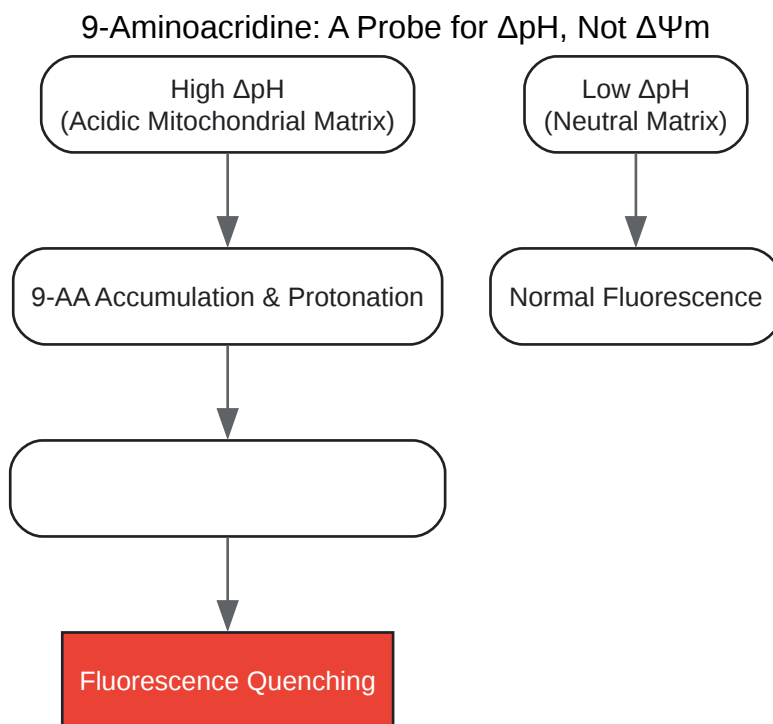 9-Aminoacridine: A Probe for ΔpH, Not ΔΨm
High ΔpH
(Acidic Mitochondrial Matrix)
Low ΔpH
(Neutral Matrix)
9-AA Accumulation & Protonation
Normal Fluorescence
Fluorescence Quenching